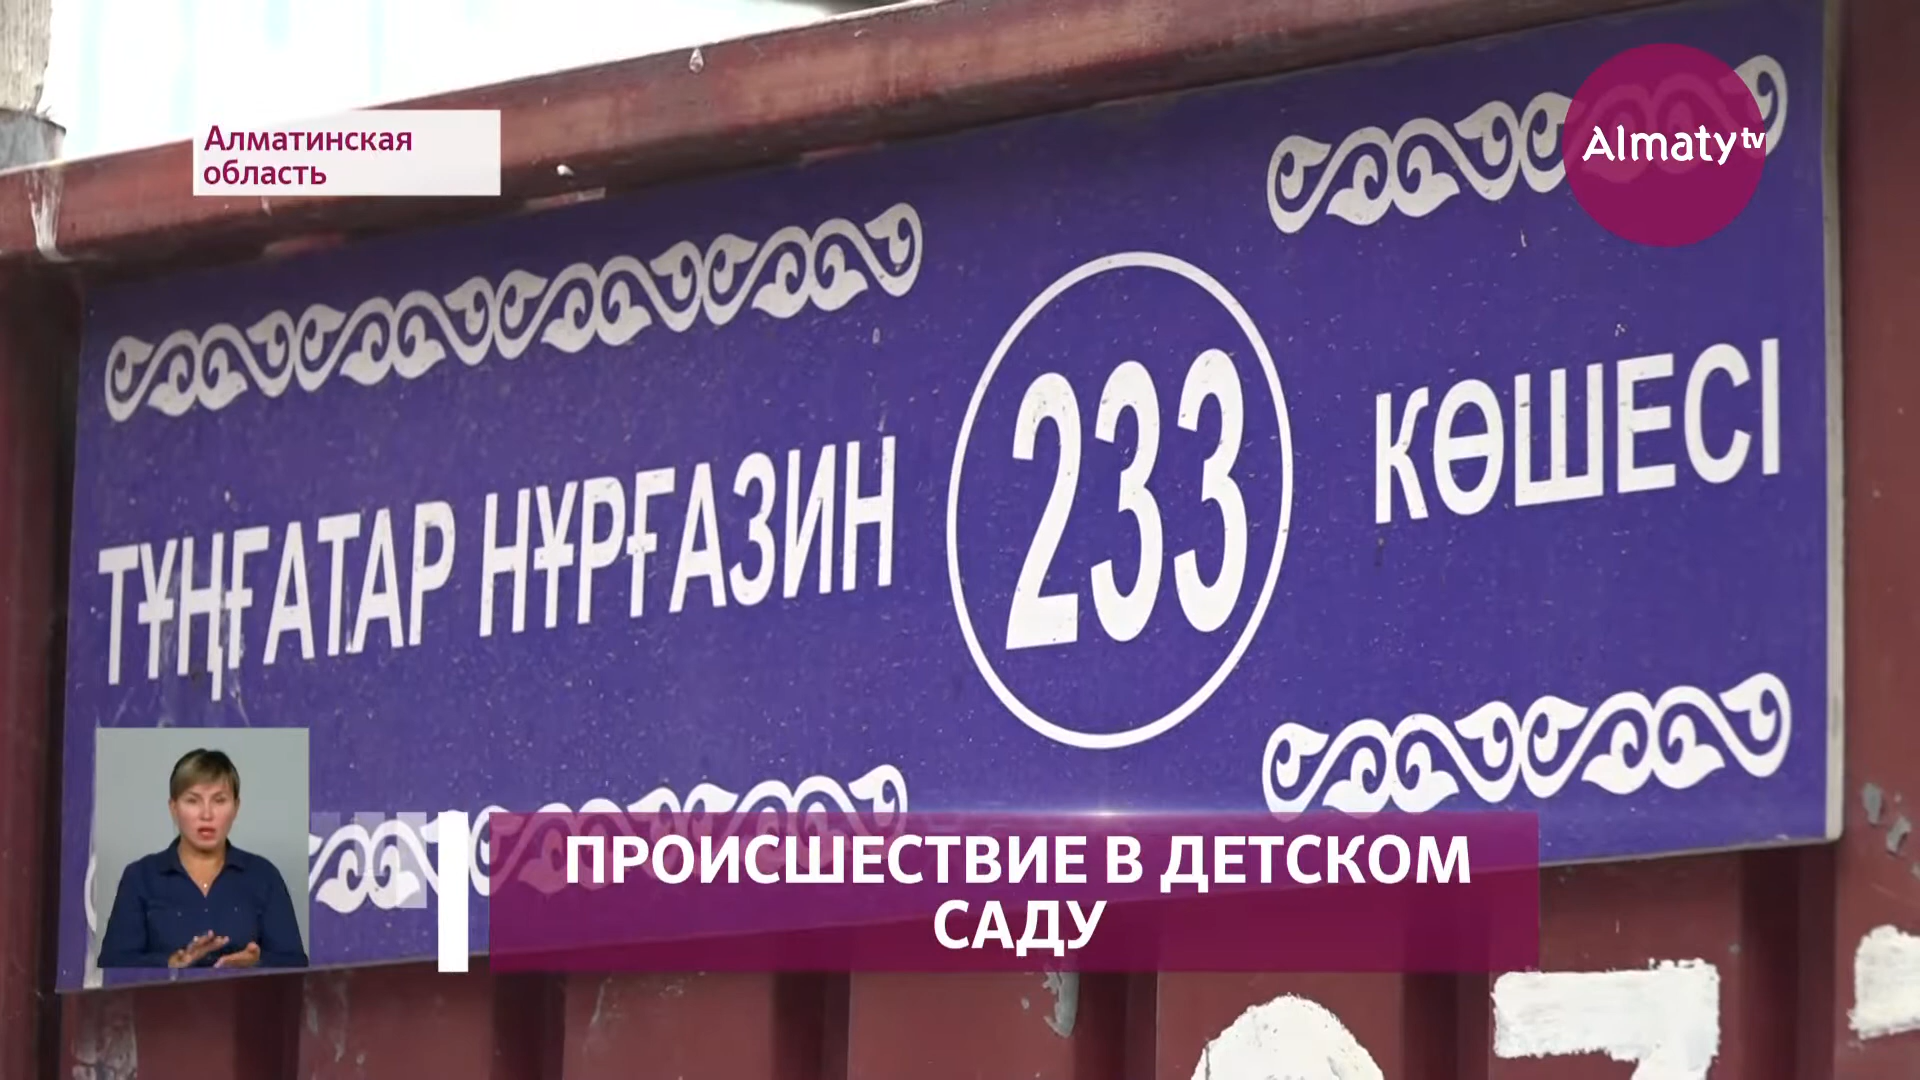 Алматинская
область
Almaty tv
ТҰҢҒАТАР НҰРҒАЗИН 233 КӨШЕСІ
ПРОИСШЕСТВИЕ В ДЕТСКОМ
САДУ